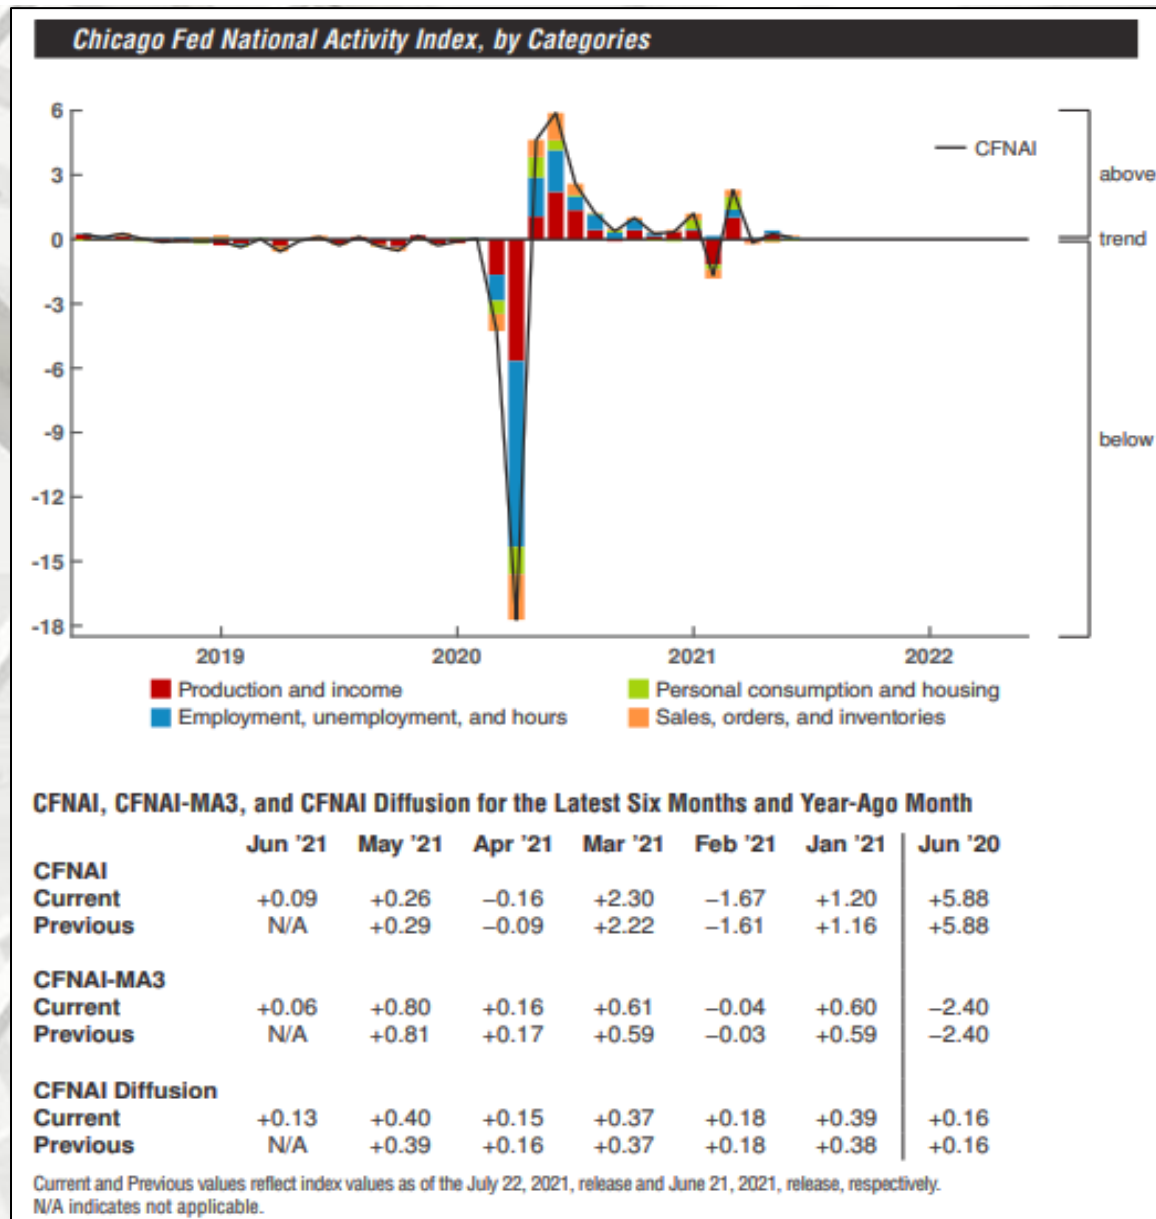 Chicago Fed National Activity Index, by Categories
6
3
0
-3
-6
-9
-12
-15
-18
CFNAI
above
trend
below
2019 2020 2021 2022
Production and income
Personal consumption and housing
Employment, unemployment, and hours
Sales, orders, and inventories
CFNAI, CFNAI-MA3, and CFNAI Diffusion for the Latest Six Months and Year-Ago Month
Jun ’21 May ’21 Apr ’21 Mar ’21 Feb ’21 Jan ’21 Jun ’20
CFNAI
Current +0.09 +0.26 −0.16 +2.30 −1.67 +1.20 +5.88
Previous N/A +0.29 −0.09 +2.22 −1.61 +1.16 +5.88
CFNAI-MA3
Current +0.06 +0.80 +0.16 +0.61 −0.04 +0.60 −2.40
Previous N/A +0.81 +0.17 +0.59 −0.03 +0.59 −2.40
CFNAI Diffusion
Current +0.13 +0.40 +0.15 +0.37 +0.18 +0.39 +0.16
Previous N/A +0.39 +0.16 +0.37 +0.18 +0.38 +0.16
Current and Previous values reflect index values as of the July 22, 2021, release and June 21, 2021, release, respectively.
N/A indicates not applicable.